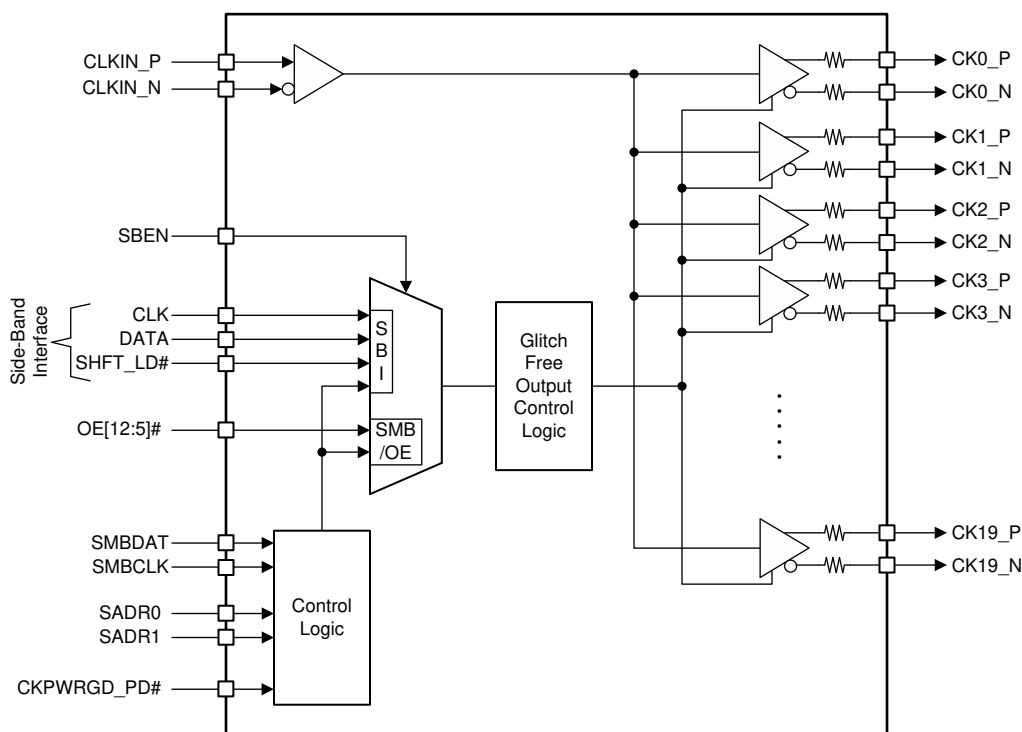 CLKIN_P
CLKIN_N
SBEN
Side-Band
Interface
CLK
DATA
SHFT_LD#
OE[12:5]#
SMBDAT
SMBCLK
SADR0
SADR1
CKPWRGD_PD#
S
B
I
SMB
/OE
Control
Logic
Glitch
Free
Output
Control
Logic
CK0_P
CK0_N
CK1_P
CK1_N
CK2_P
CK2_N
CK3_P
CK3_N
CK19_P
CK19_N